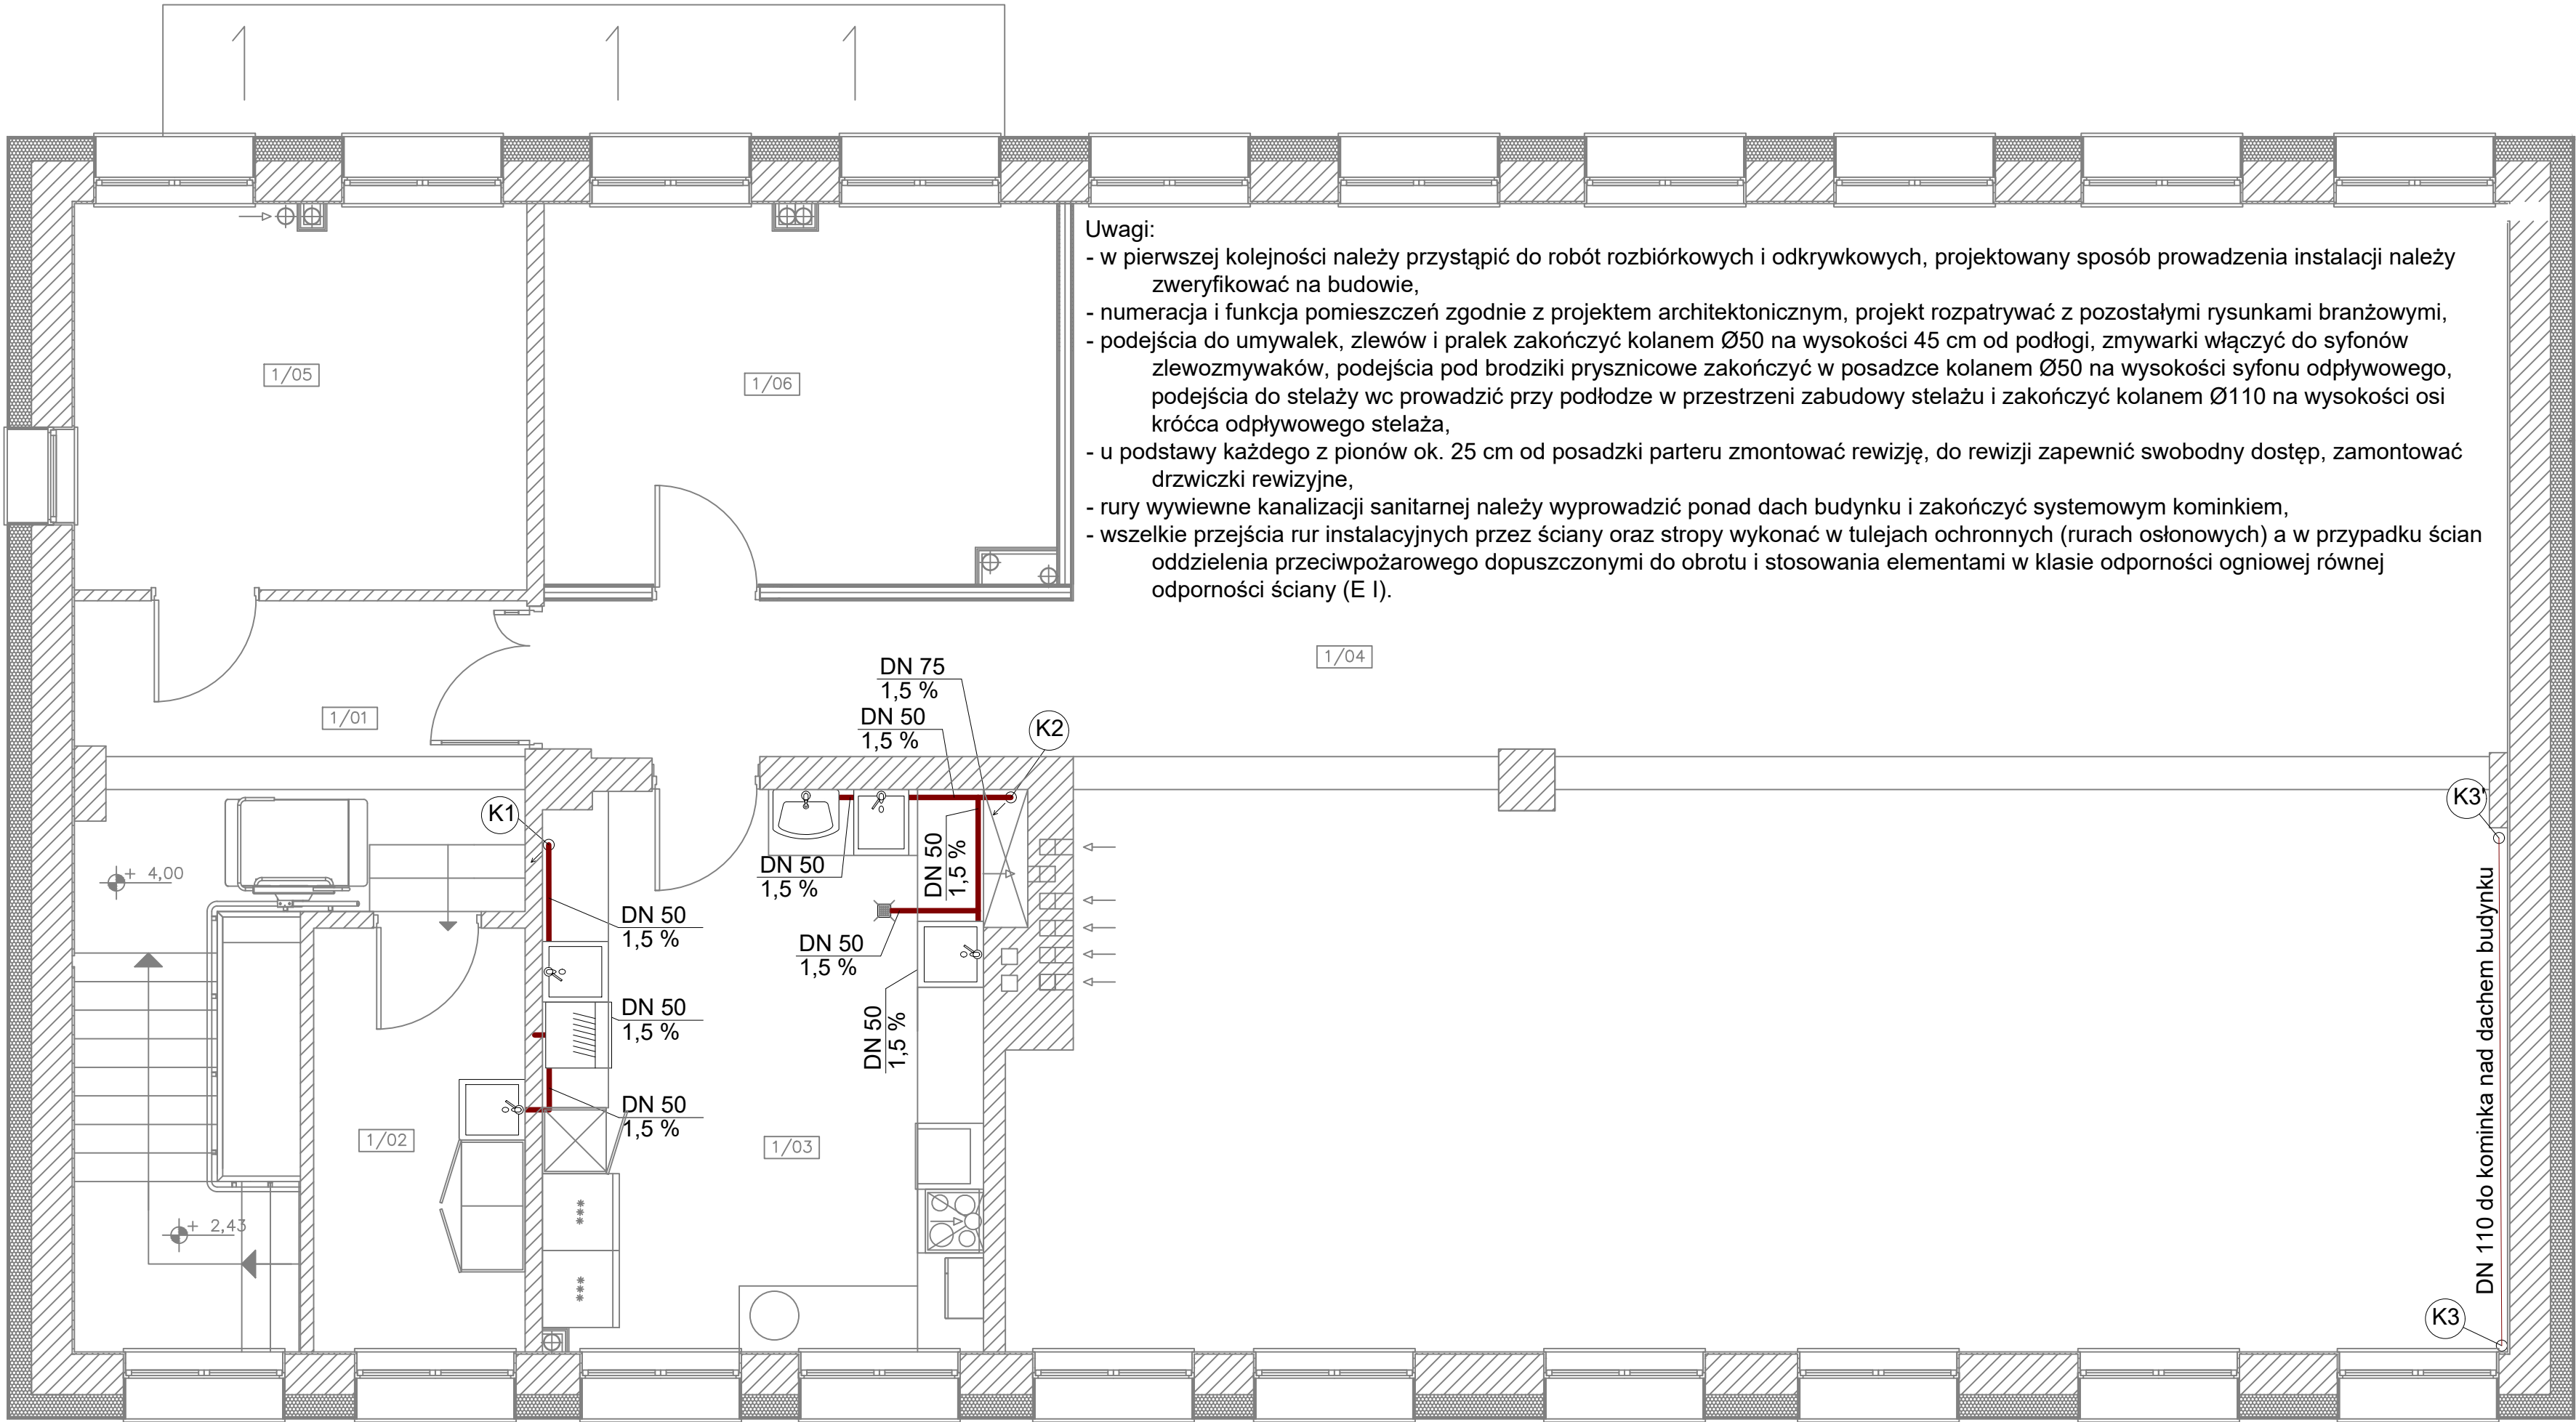 Uwagi:
- w pierwszej kolejności należy przystąpić do robót rozbiórkowych i odkrywkowych, projektowany sposób prowadzenia instalacji należy
zweryfikować na budowie,
- numeracja i funkcja pomieszczeń zgodnie z projektem architektonicznym, projekt rozpatrywać z pozostałymi rysunkami branżowymi,
- podejścia do umywalek, zlewów i pralek zakończyć kolanem Ø50 na wysokości 45 cm od podłogi, zmywarki włączyć do syfonów
zlewozmywaków, podejścia pod brodziki prysznicowe zakończyć w posadzce kolanem Ø50 na wysokości syfonu odpływowego,
podejścia do stelaży wc prowadzić przy podłodze w przestrzeni zabudowy stelażu i zakończyć kolanem Ø110 na wysokości osi
króćca odpływowego stelaża,
- u podstawy każdego z pionów ok. 25 cm od posadzki parteru zmontować rewizję, do rewizji zapewnić swobodny dostęp, zamontować
drzwiczki rewizyjne,
- rury wywiewne kanalizacji sanitarnej należy wyprowadzić ponad dach budynku i zakończyć systemowym kominkiem,
- wszelkie przejścia rur instalacyjnych przez ściany oraz stropy wykonać w tulejach ochronnych (rurach osłonowych) a w przypadku ścian
oddzielenia przeciwpożarowego dopuszczonymi do obrotu i stosowania elementami w klasie odporności ogniowej równej
odporności ściany (E I).
1/05
1/06
1/04
1/01
DN 75
1,5 %
DN 50
1,5 %
K2
K1
K3'
+ 4,00
DN 50
1,5 %
DN 50
1,5 %
DN 50
1,5 %
DN 50
1,5 %
DN 50
1,5 %
DN 50
1,5 %
DN 50
1,5 %
1/02
1/03
+ 2,43
DN 110 do kominka nad dachem budynku
K3